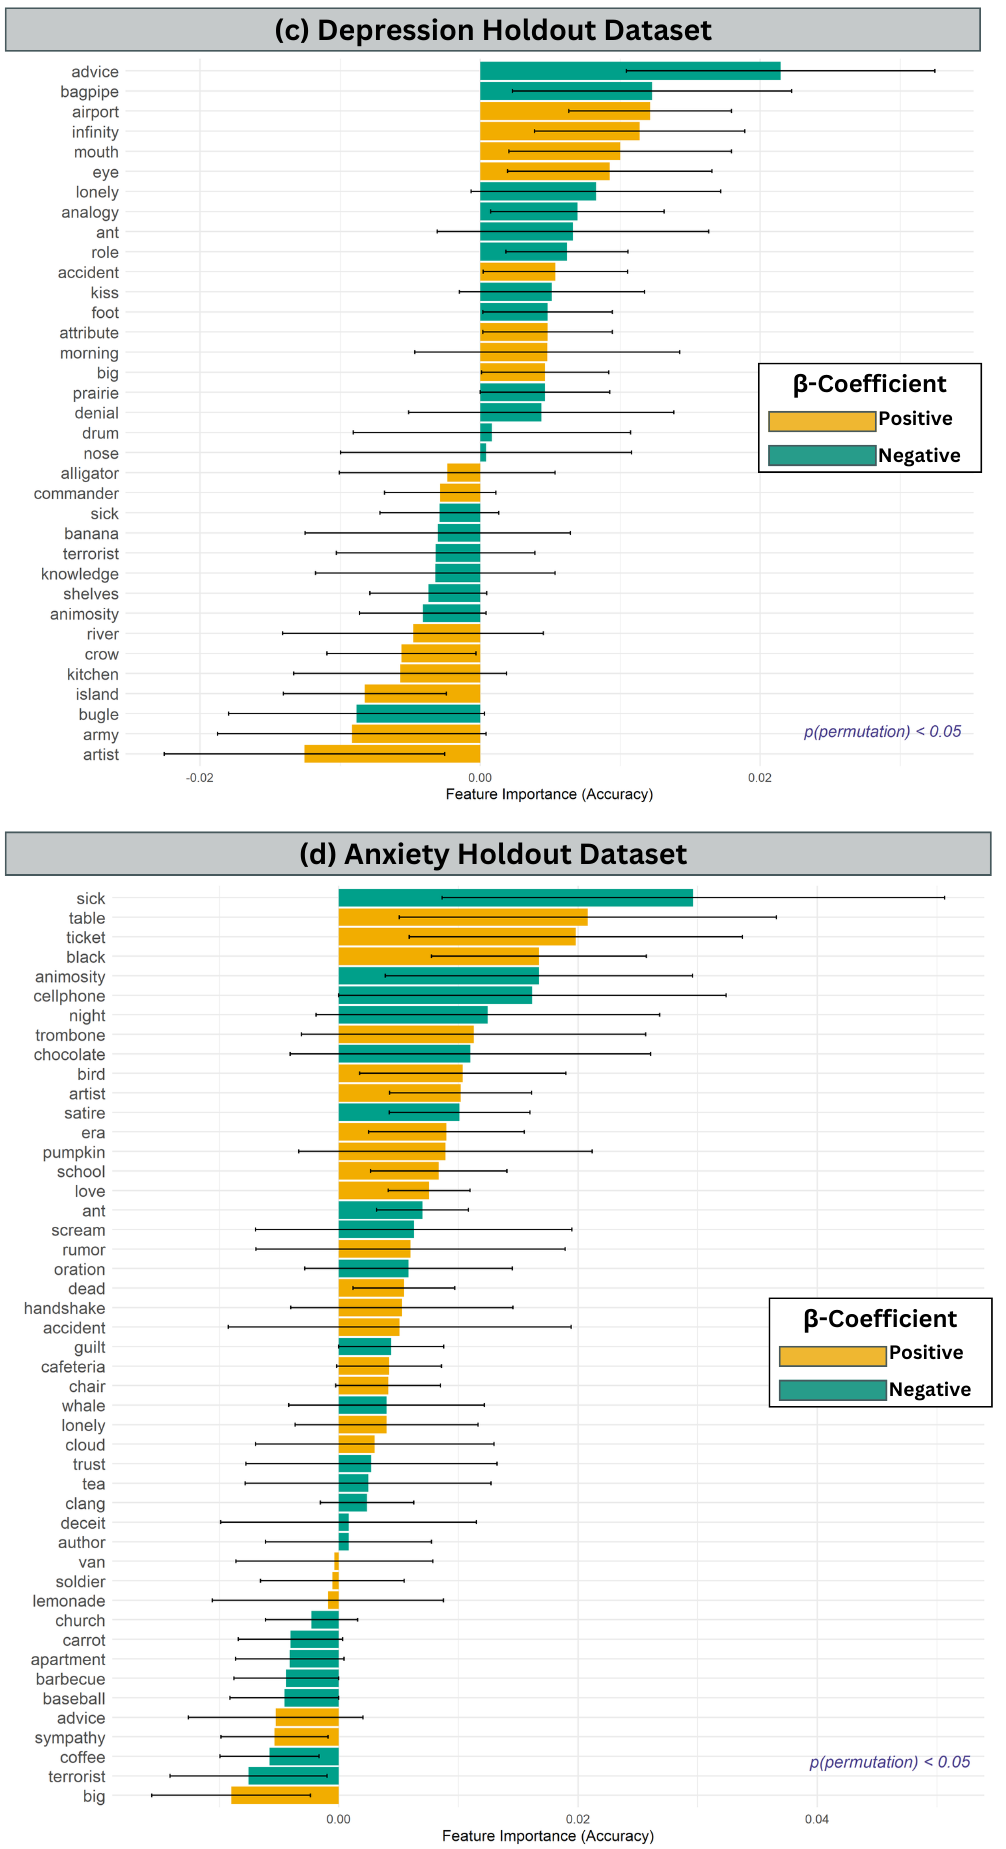 (c) Depression Holdout Dataset
advice
bagpipe
airport
infinity
mouth
eye
lonely
analogy
ant
role
accident
kiss
foot
attribute
morning
big
prairie
denial
drum
nose
alligator
commander
sick
banana
terrorist
knowledge
shelves
animosity
river
crow
kitchen
island
bugle
army
artist
β-Coefficient
Positive
Negative
p(permutation) < 0.05
-0.02 0.00 0.02
Feature Importance (Accuracy)
(d) Anxiety Holdout Dataset
sick
table
ticket
black
animosity
cellphone
night
trombone
chocolate
bird
artist
satire
era
pumpkin
school
love
ant
scream
rumor
oration
dead
handshake
accident
guilt
cafeteria
chair
whale
lonely
cloud
trust
tea
clang
deceit
author
van
soldier
lemonade
church
carrot
apartment
barbecue
baseball
advice
sympathy
coffee
terrorist
big
β-Coefficient
Positive
Negative
p(permutation) < 0.05
0.00 0.02 0.04
Feature Importance (Accuracy)